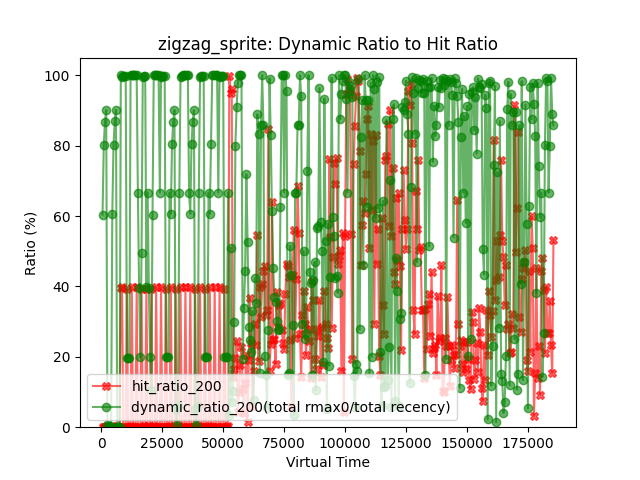 zigzag_sprite: Dynamic Ratio to Hit Ratio
100
80
60
40
20
0
Ratio (%)
hit_ratio_200
dynamic_ratio_200(total rmax0/total recency)
0 25000 50000 75000 100000 125000 150000 175000
Virtual Time